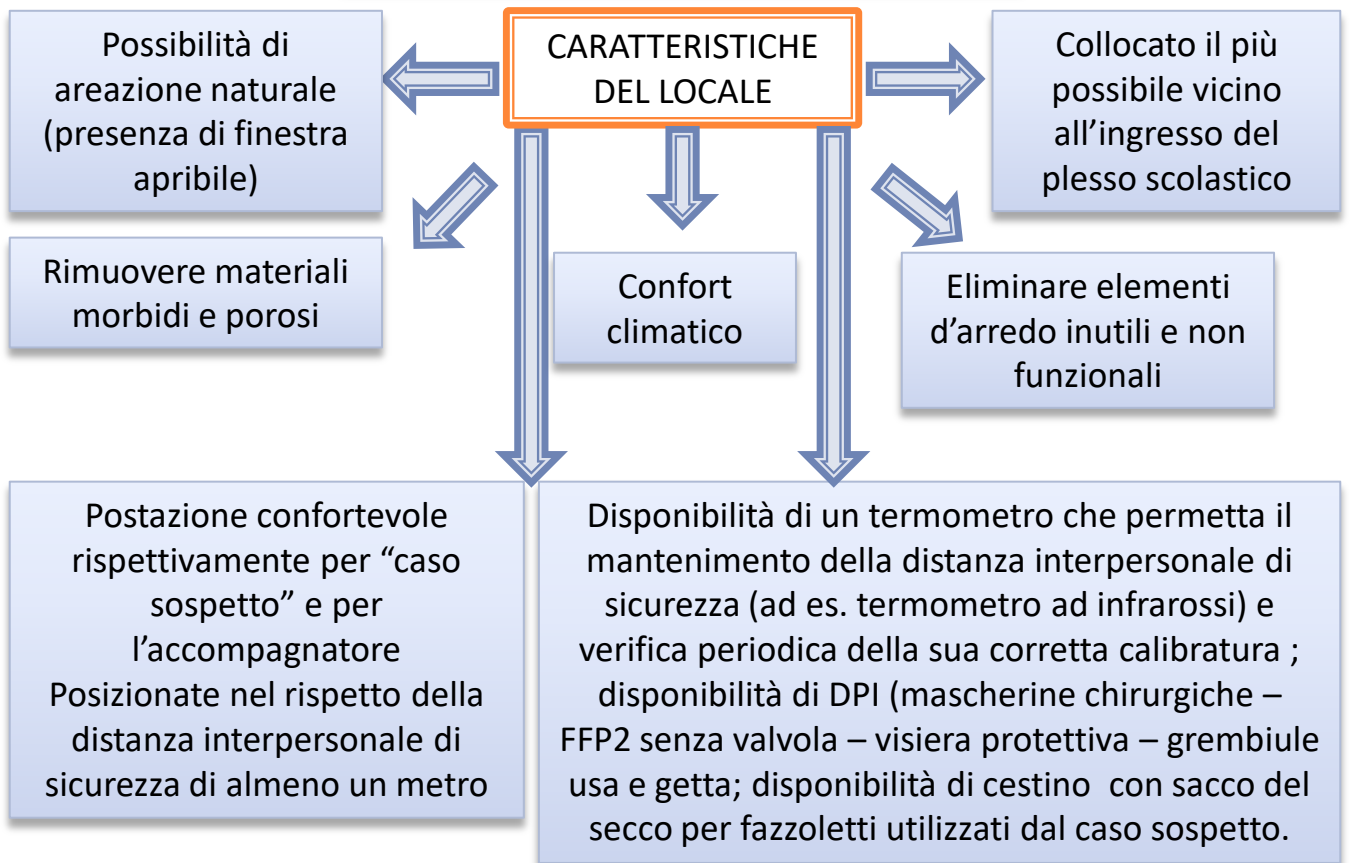 CARATTERISTICHE
DEL LOCALE
Possibilità di
areazione naturale
(presenza di finestra
apribile)
Collocato il più
possibile vicino
all’ingresso del
plesso scolastico
Rimuovere materiali
morbidi e porosi
Confort
climatico
Eliminare elementi
d’arredo inutili e non
funzionali
Postazione confortevole
rispettivamente per “caso
sospetto” e per
l’accompagnatore
Posizionate nel rispetto della
distanza interpersonale di
sicurezza di almeno un metro
Disponibilità di un termometro che permetta il
mantenimento della distanza interpersonale di
sicurezza (ad es. termometro ad infrarossi) e
verifica periodica della sua corretta calibratura ;
disponibilità di DPI (mascherine chirurgiche –
FFP2 senza valvola – visiera protettiva – grembiule
usa e getta; disponibilità di cestino con sacco del
secco per fazzoletti utilizzati dal caso sospetto.